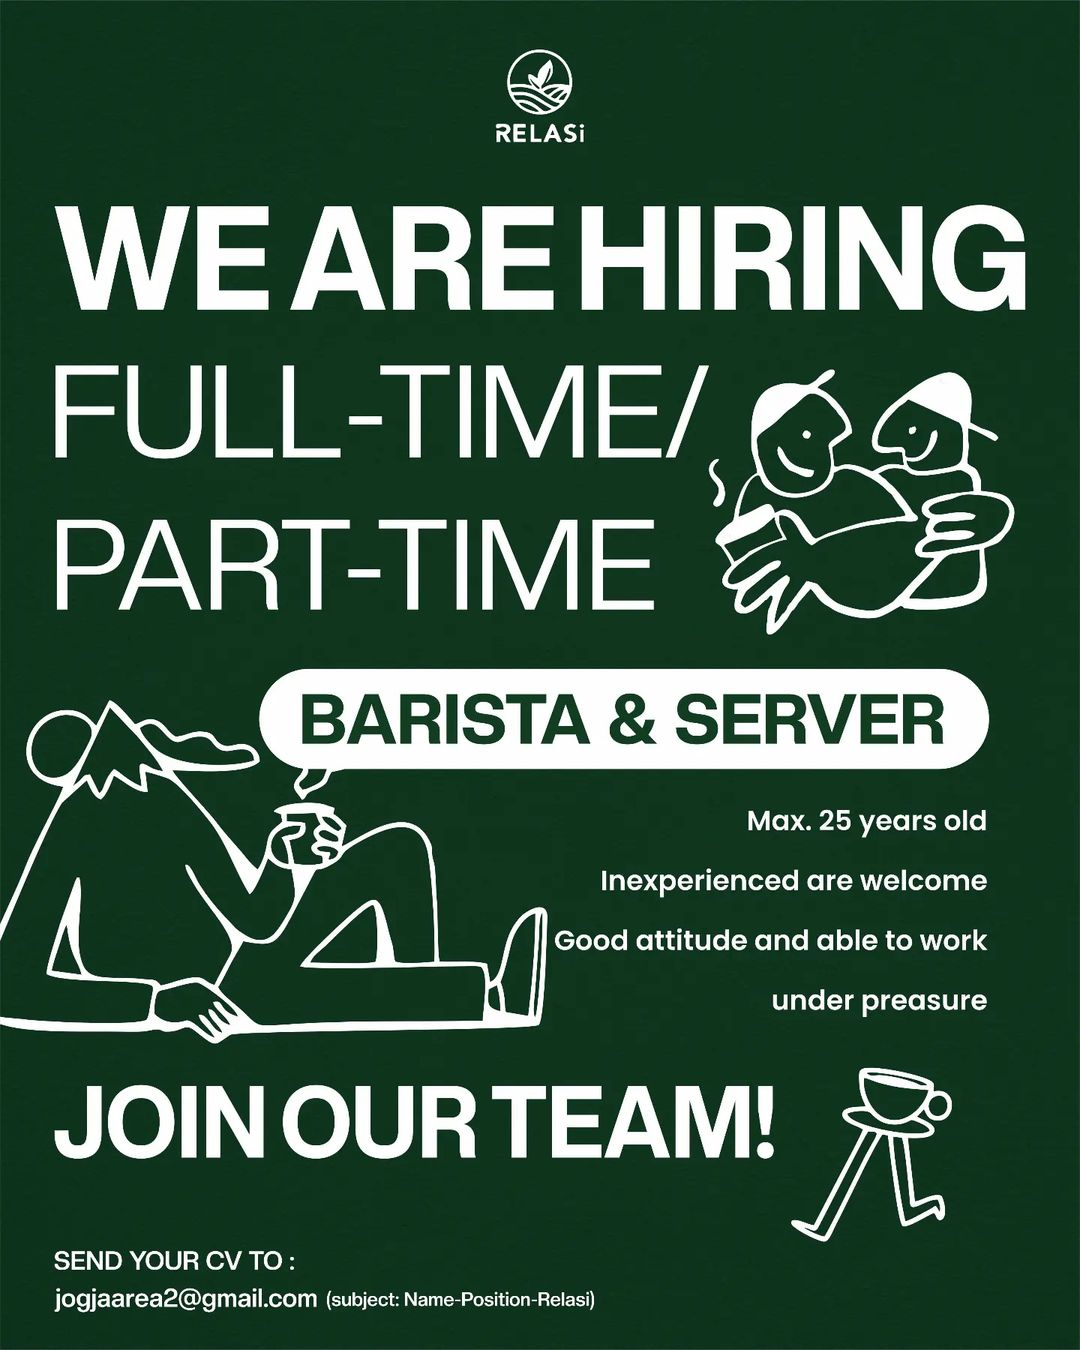 RELASi
WE ARE HIRING
FULL-TIME/
PART-TIME
BARISTA & SERVER
Max. 25 years old
Inexperienced are welcome
Good attitude and able to work
under preasure
JOIN OUR TEAM!
SEND YOUR CV TO :
jogjaarea2@gmail.com (subject: Name-Position-Relasi)